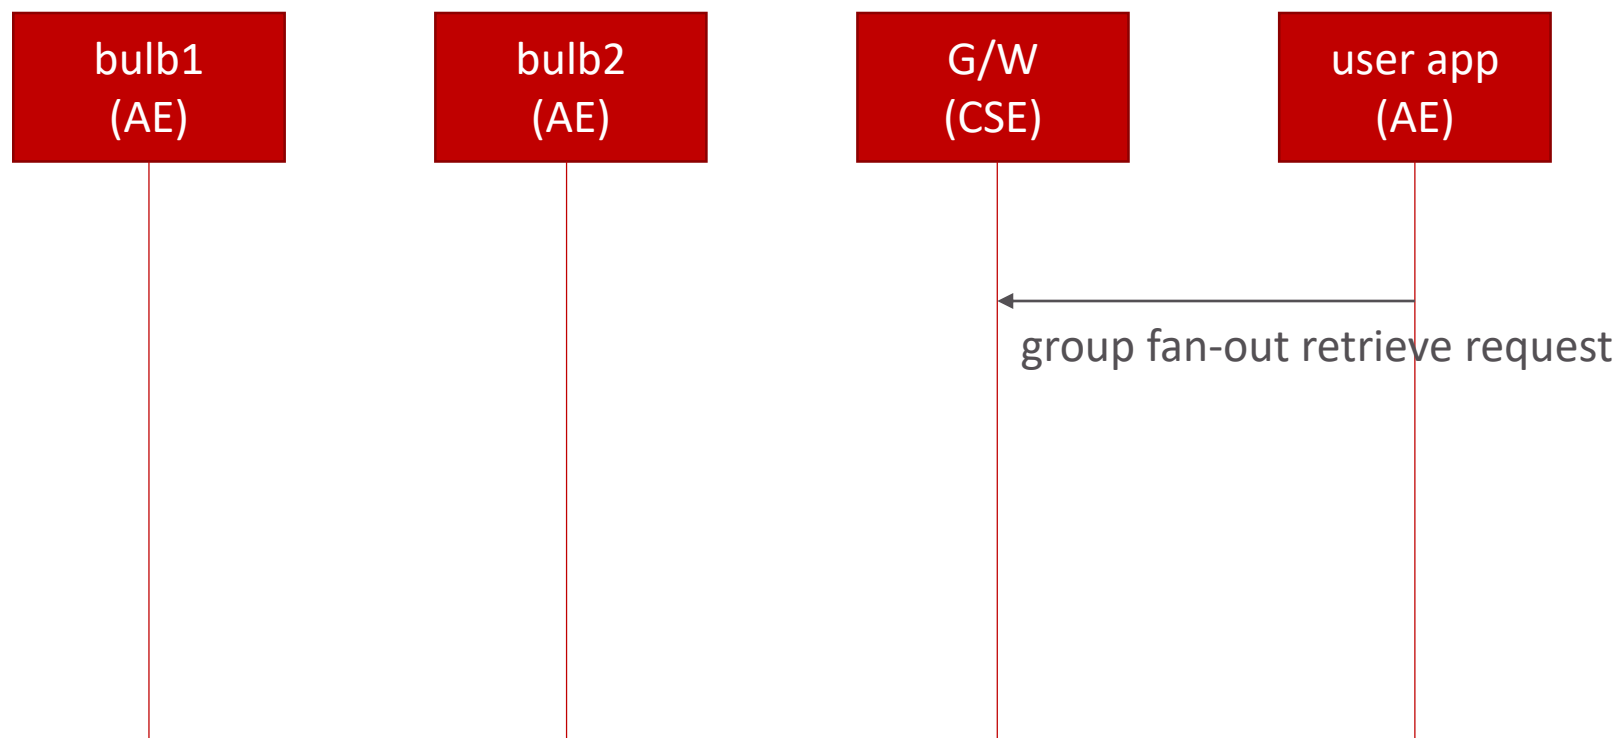 bulb1
(AE)
bulb2
(AE)
G/W
(CSE)
user app
(AE)
group fan-out retrieve request